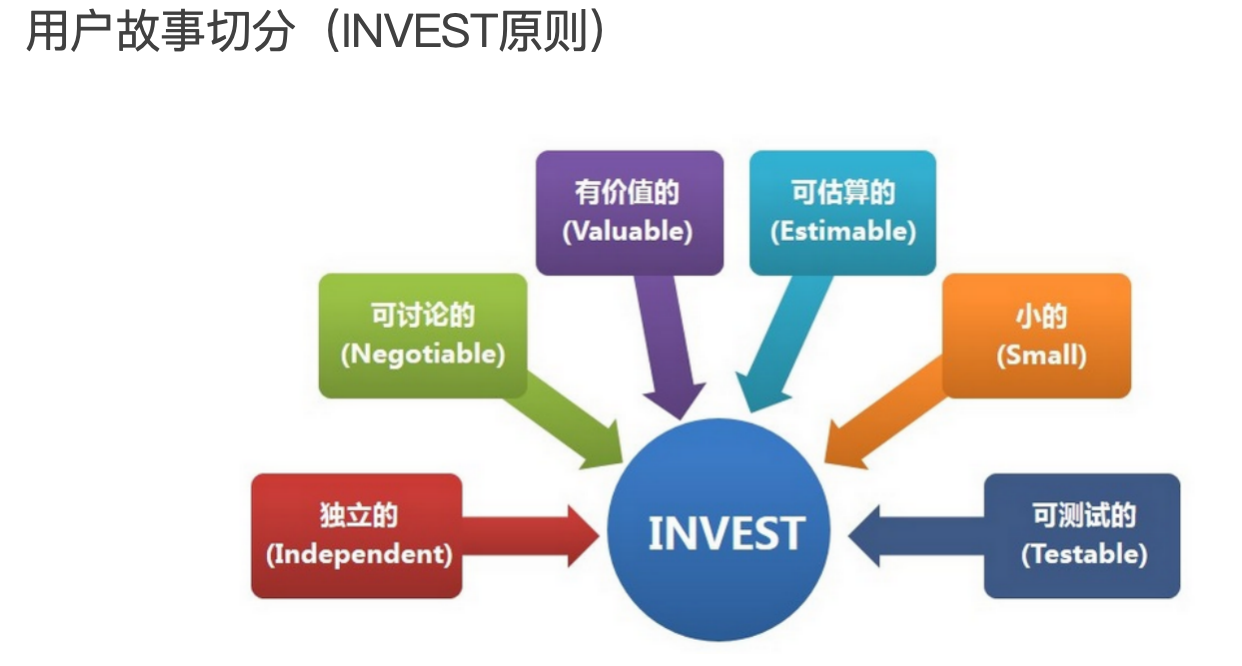 用户故事切分（INVEST原则）
有价值的
(Valuable)
可估算的
(Estimable)
可讨论的
(Negotiable)
小的
(Small)
独立的
(Independent)
INVEST
可测试的
(Testable)